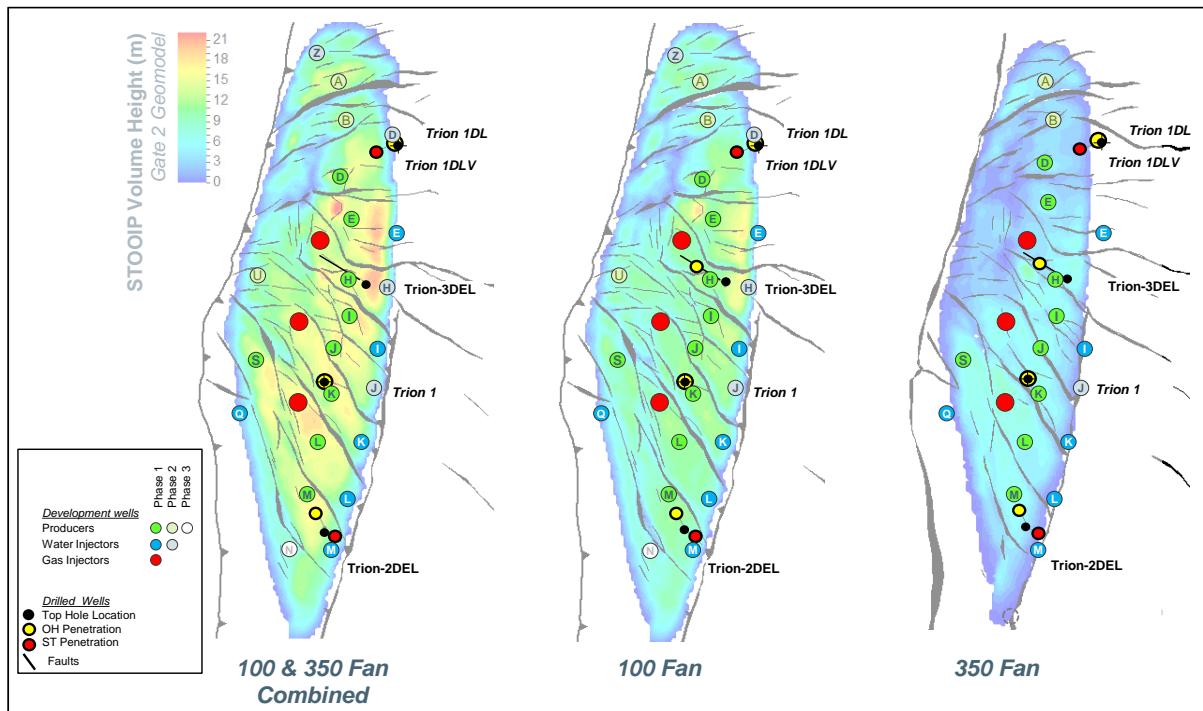 STOOIP Volume Height (m)
Gate 2 Geomodel
21
18
15
12
9
6
3
0
Z
A
B
D
D
E
E
U
H
H
I
J
I
S
K
J
Q
L
K
M
L
N
M
Trion 1DL
Trion 1DLV
Trion-3DEL
Trion 1
Trion-2DEL
100 & 350 Fan
Combined
Z
A
B
D
D
E
E
U
H
H
I
J
I
S
K
J
Q
L
K
M
L
N
M
Trion 1DL
Trion 1DLV
Trion-3DEL
Trion 1
Trion-2DEL
100 Fan
A
B
D
E
E
H
I
J
I
S
K
J
Q
L
K
M
L
M
Trion 1DL
Trion 1DLV
Trion-3DEL
Trion 1
Trion-2DEL
350 Fan
Phase 1
Phase 2
Phase 3
Development wells
Producers
Water Injectors
Gas Injectors
Drilled Wells
Top Hole Location
OH Penetration
ST Penetration
Faults